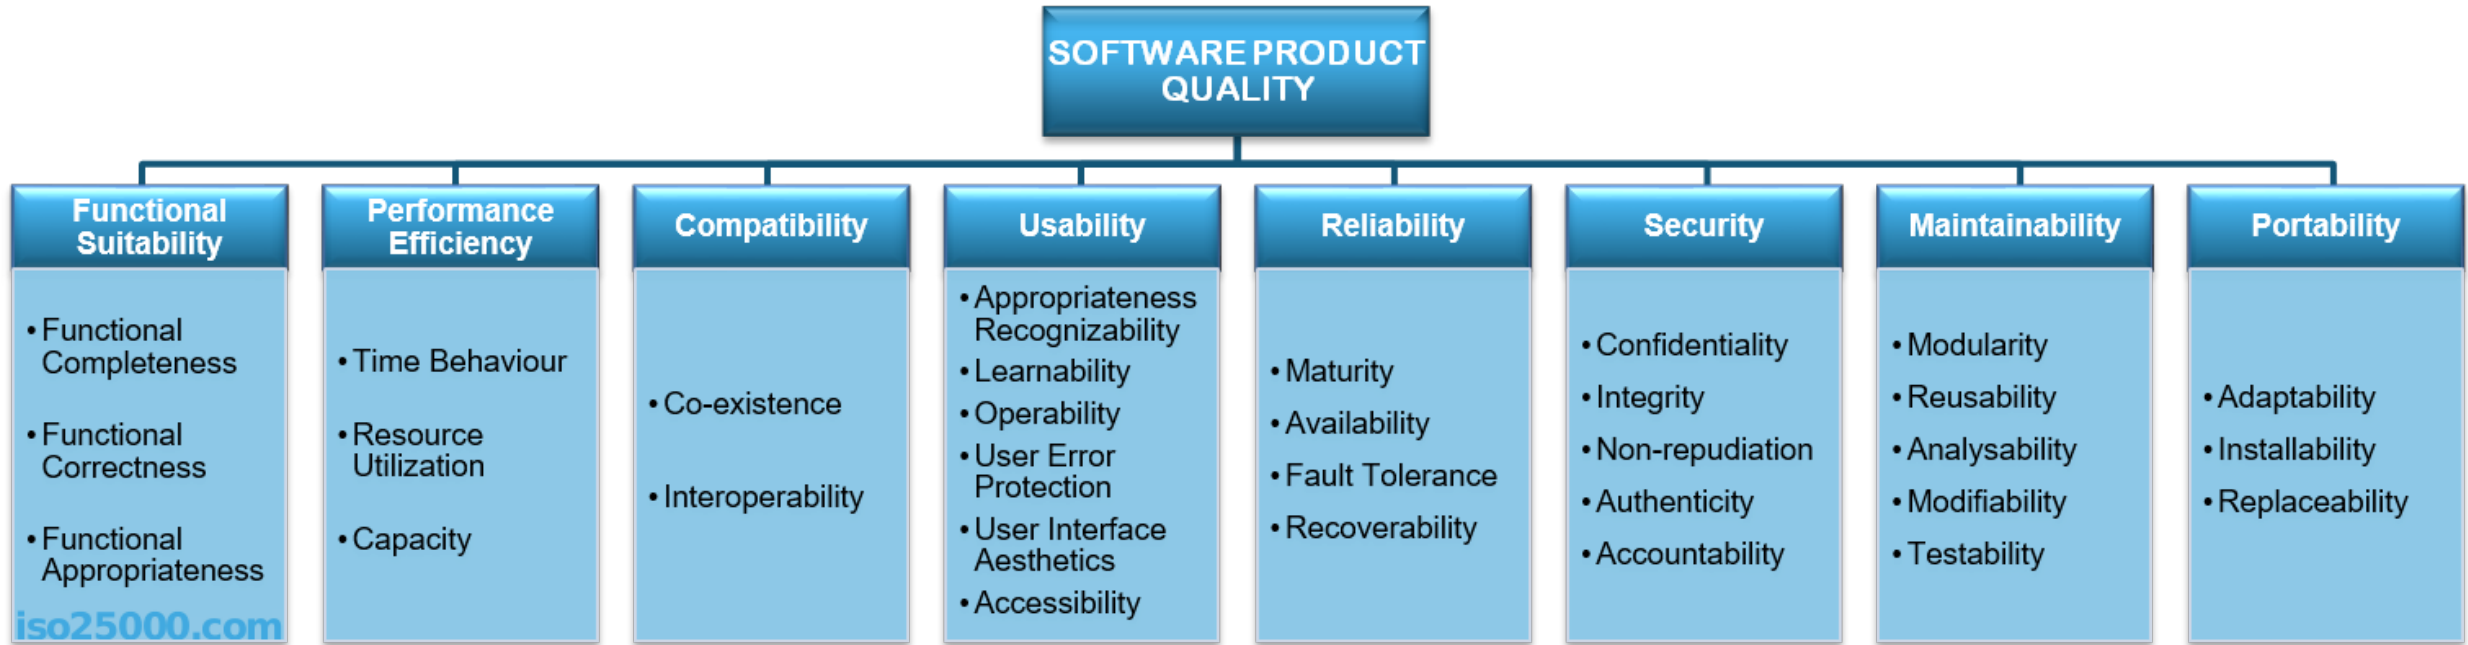 SOFTWARE PRODUCT
QUALITY
Functional
Suitability
• Functional
Completeness
• Functional
Correctness
• Functional
Appropriateness
iso25000.com
Performance
Efficiency
• Time Behaviour
• Resource
Utilization
• Capacity
Compatibility
• Co-existence
• Interoperability
Usability
• Appropriateness
Recognizability
• Learnability
• Operability
• User Error
Protection
• User Interface
Aesthetics
• Accessibility
Reliability
• Maturity
• Availability
• Fault Tolerance
• Recoverability
Security
• Confidentiality
• Integrity
• Non-repudiation
• Authenticity
• Accountability
Maintainability
• Modularity
• Reusability
• Analysability
• Modifiability
• Testability
Portability
• Adaptability
• Installability
• Replaceability